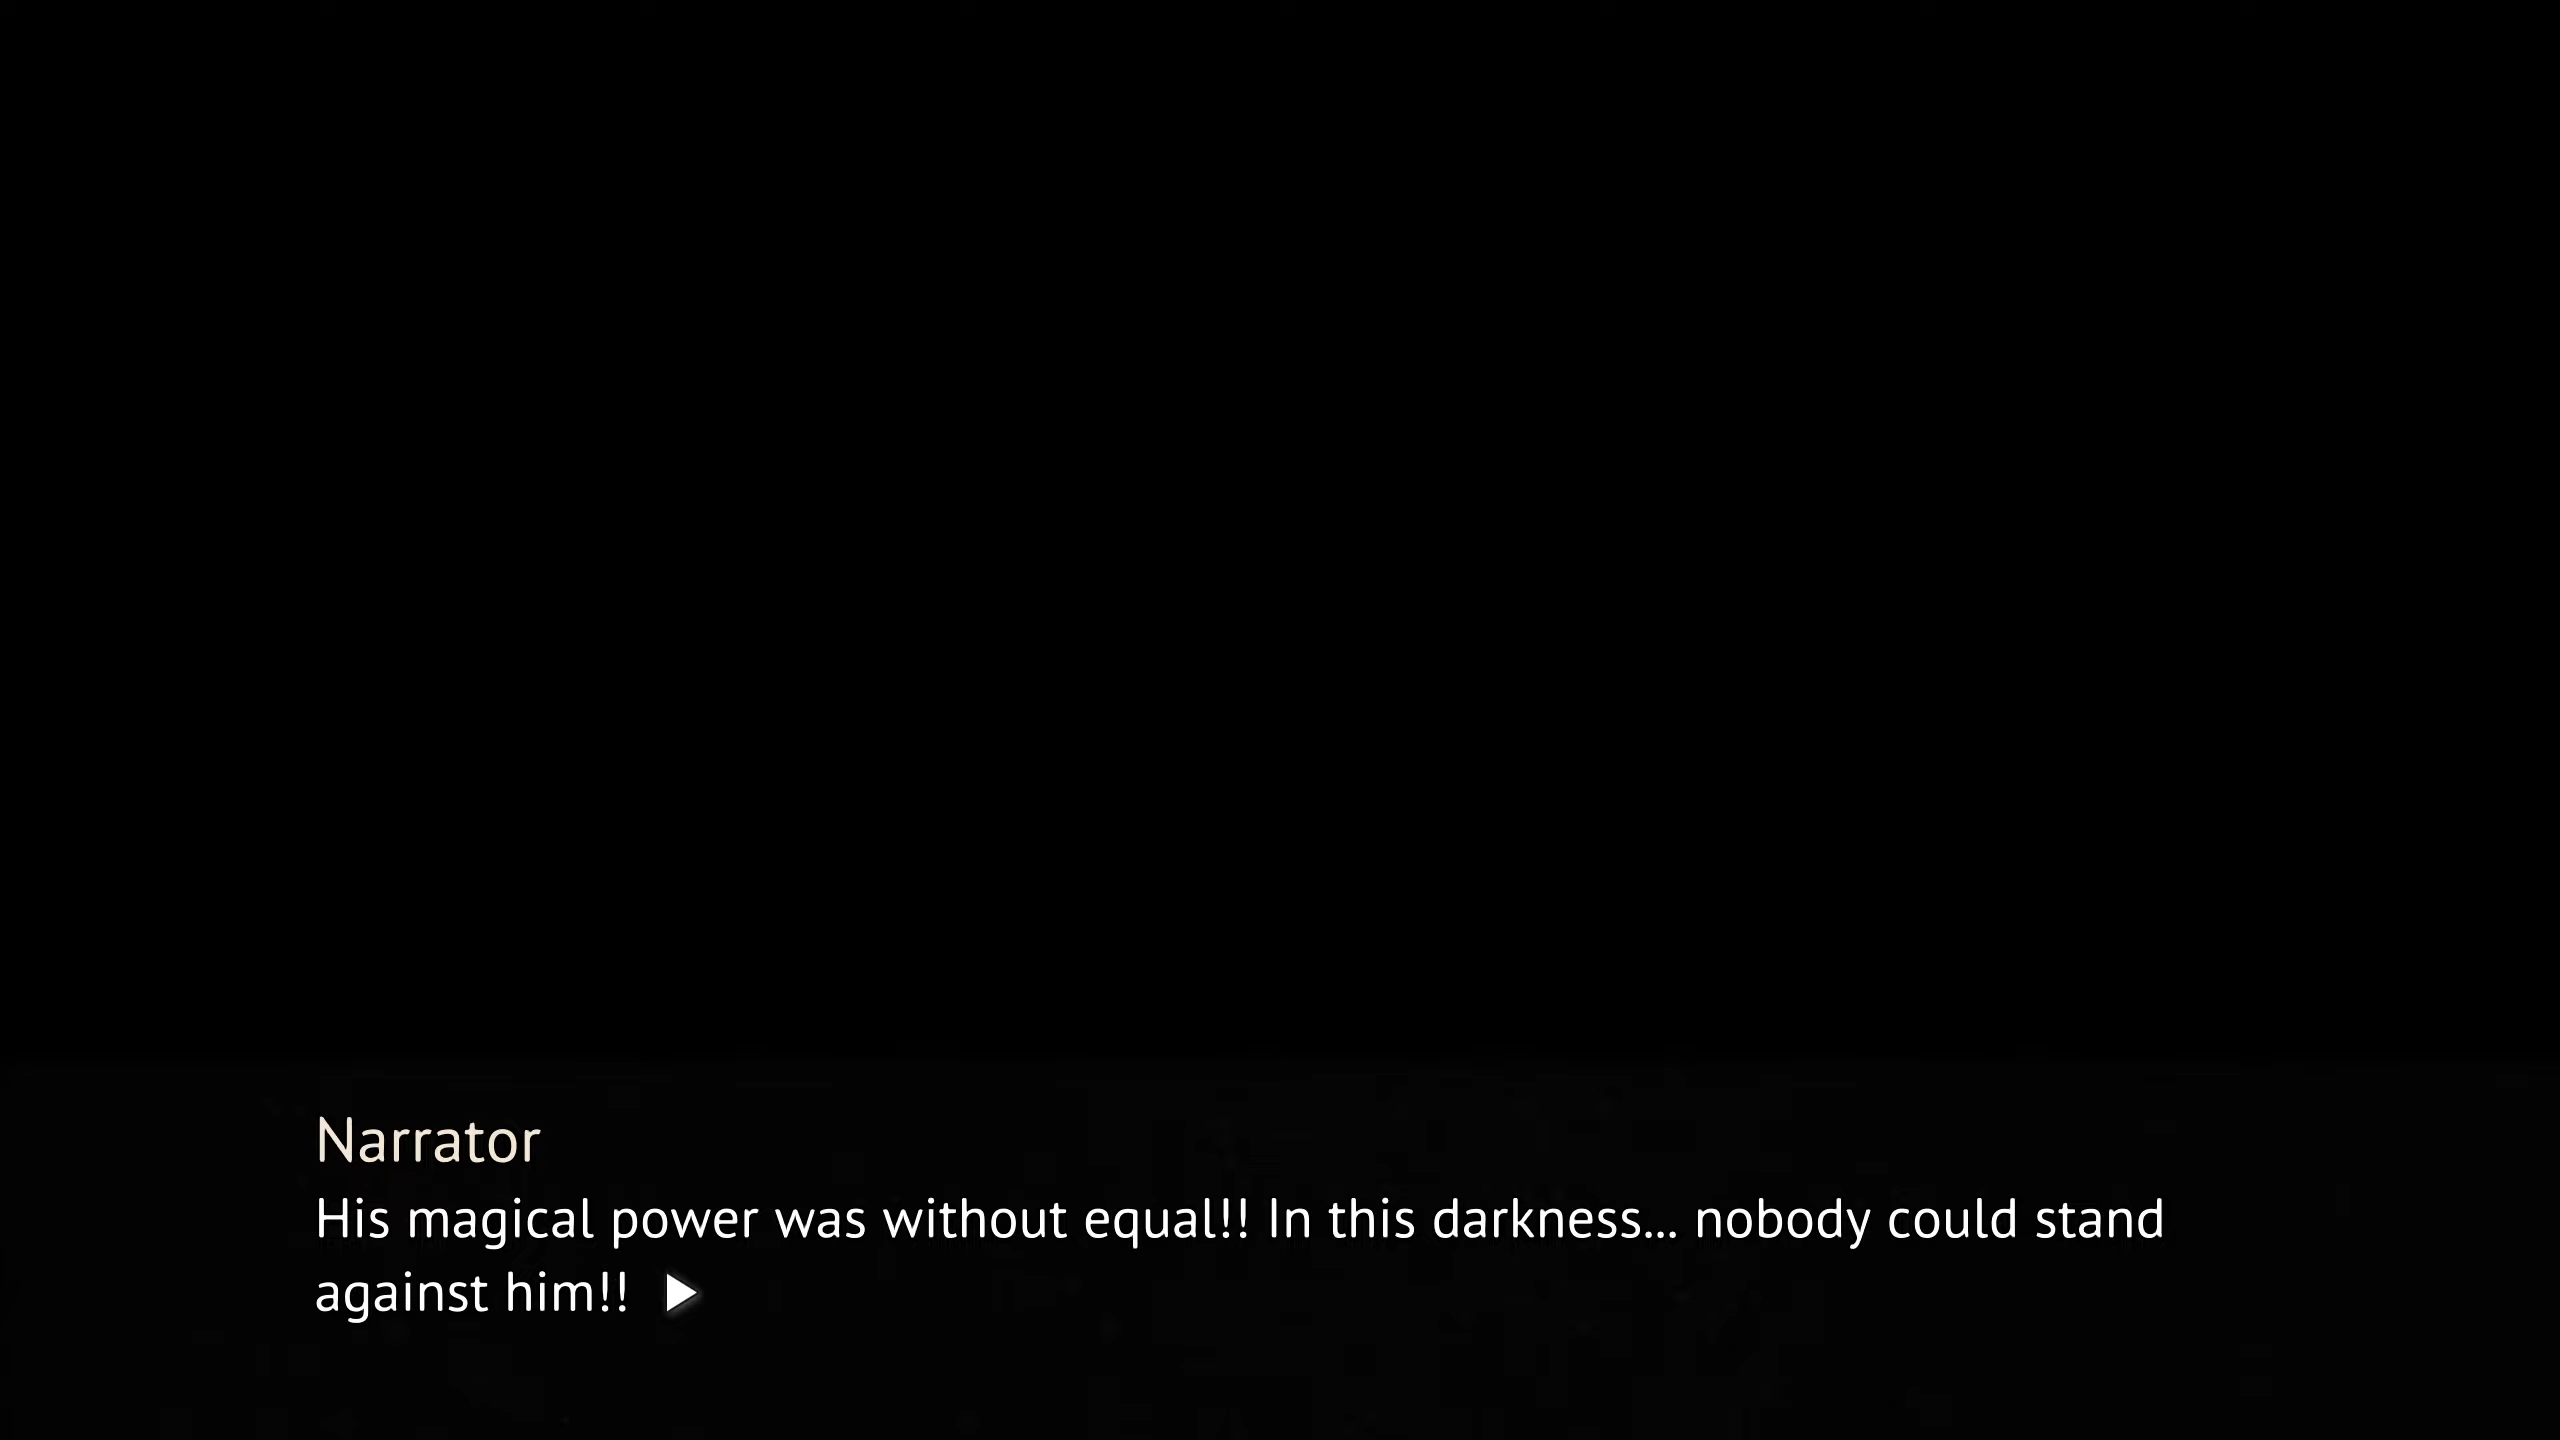 Narrator
His magical power was without equal!! In this darkness... nobody could stand
against him!!